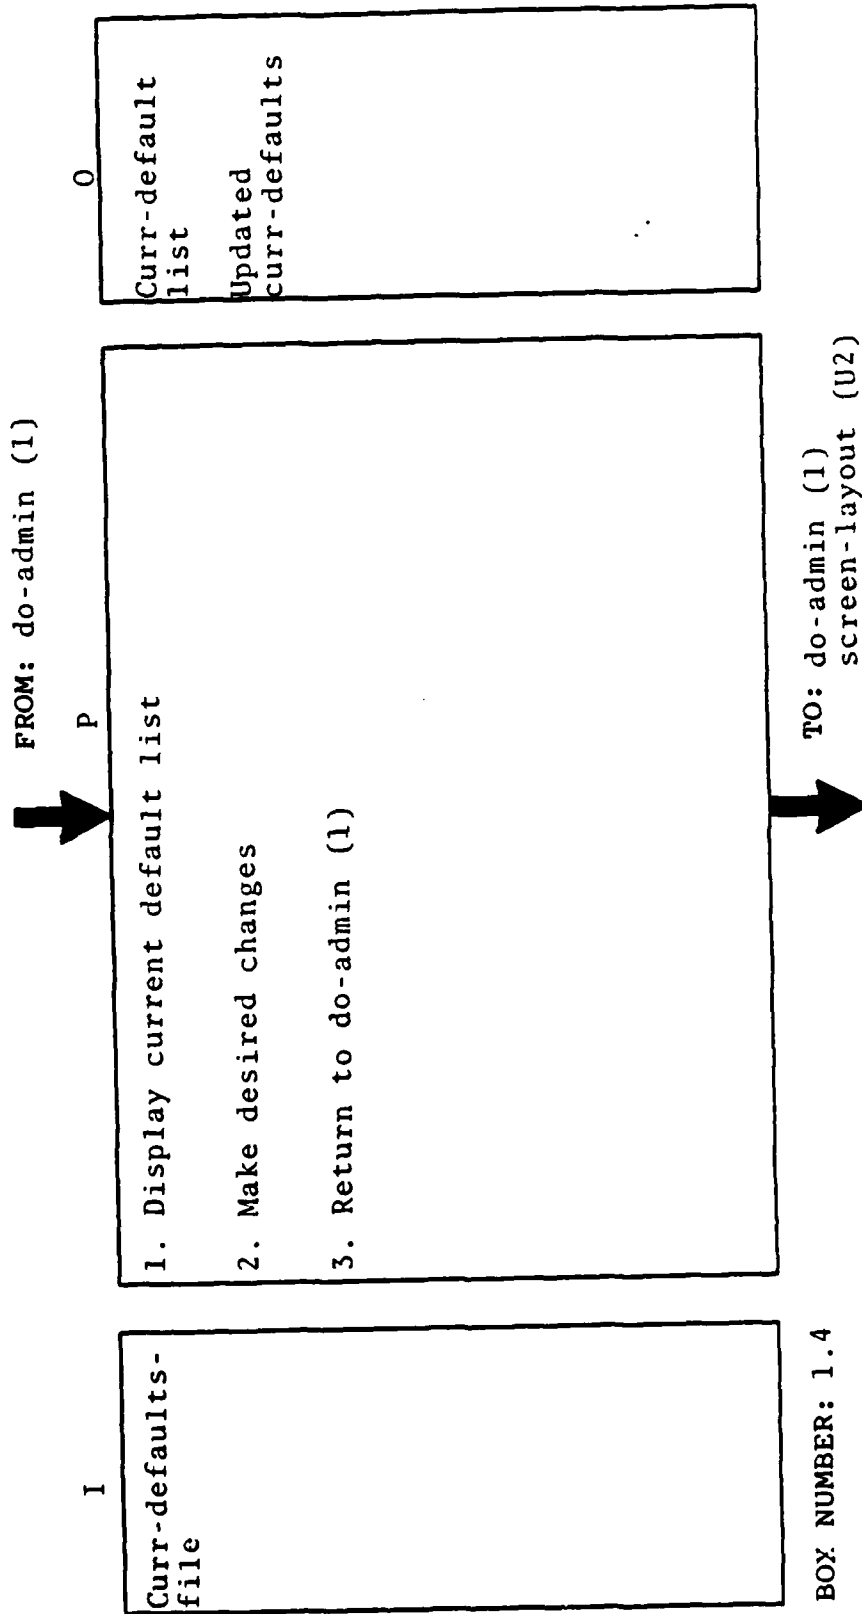 FROM: do-admin (1)
I
P
O
Curr-defaults-
file
1. Display current default list
2. Make desired changes
3. Return to do-admin (1)
Curr-default
list
Updated
curr-defaults
BOX NUMBER: 1.4
TO: do-admin (1)
screen-layout (U2)